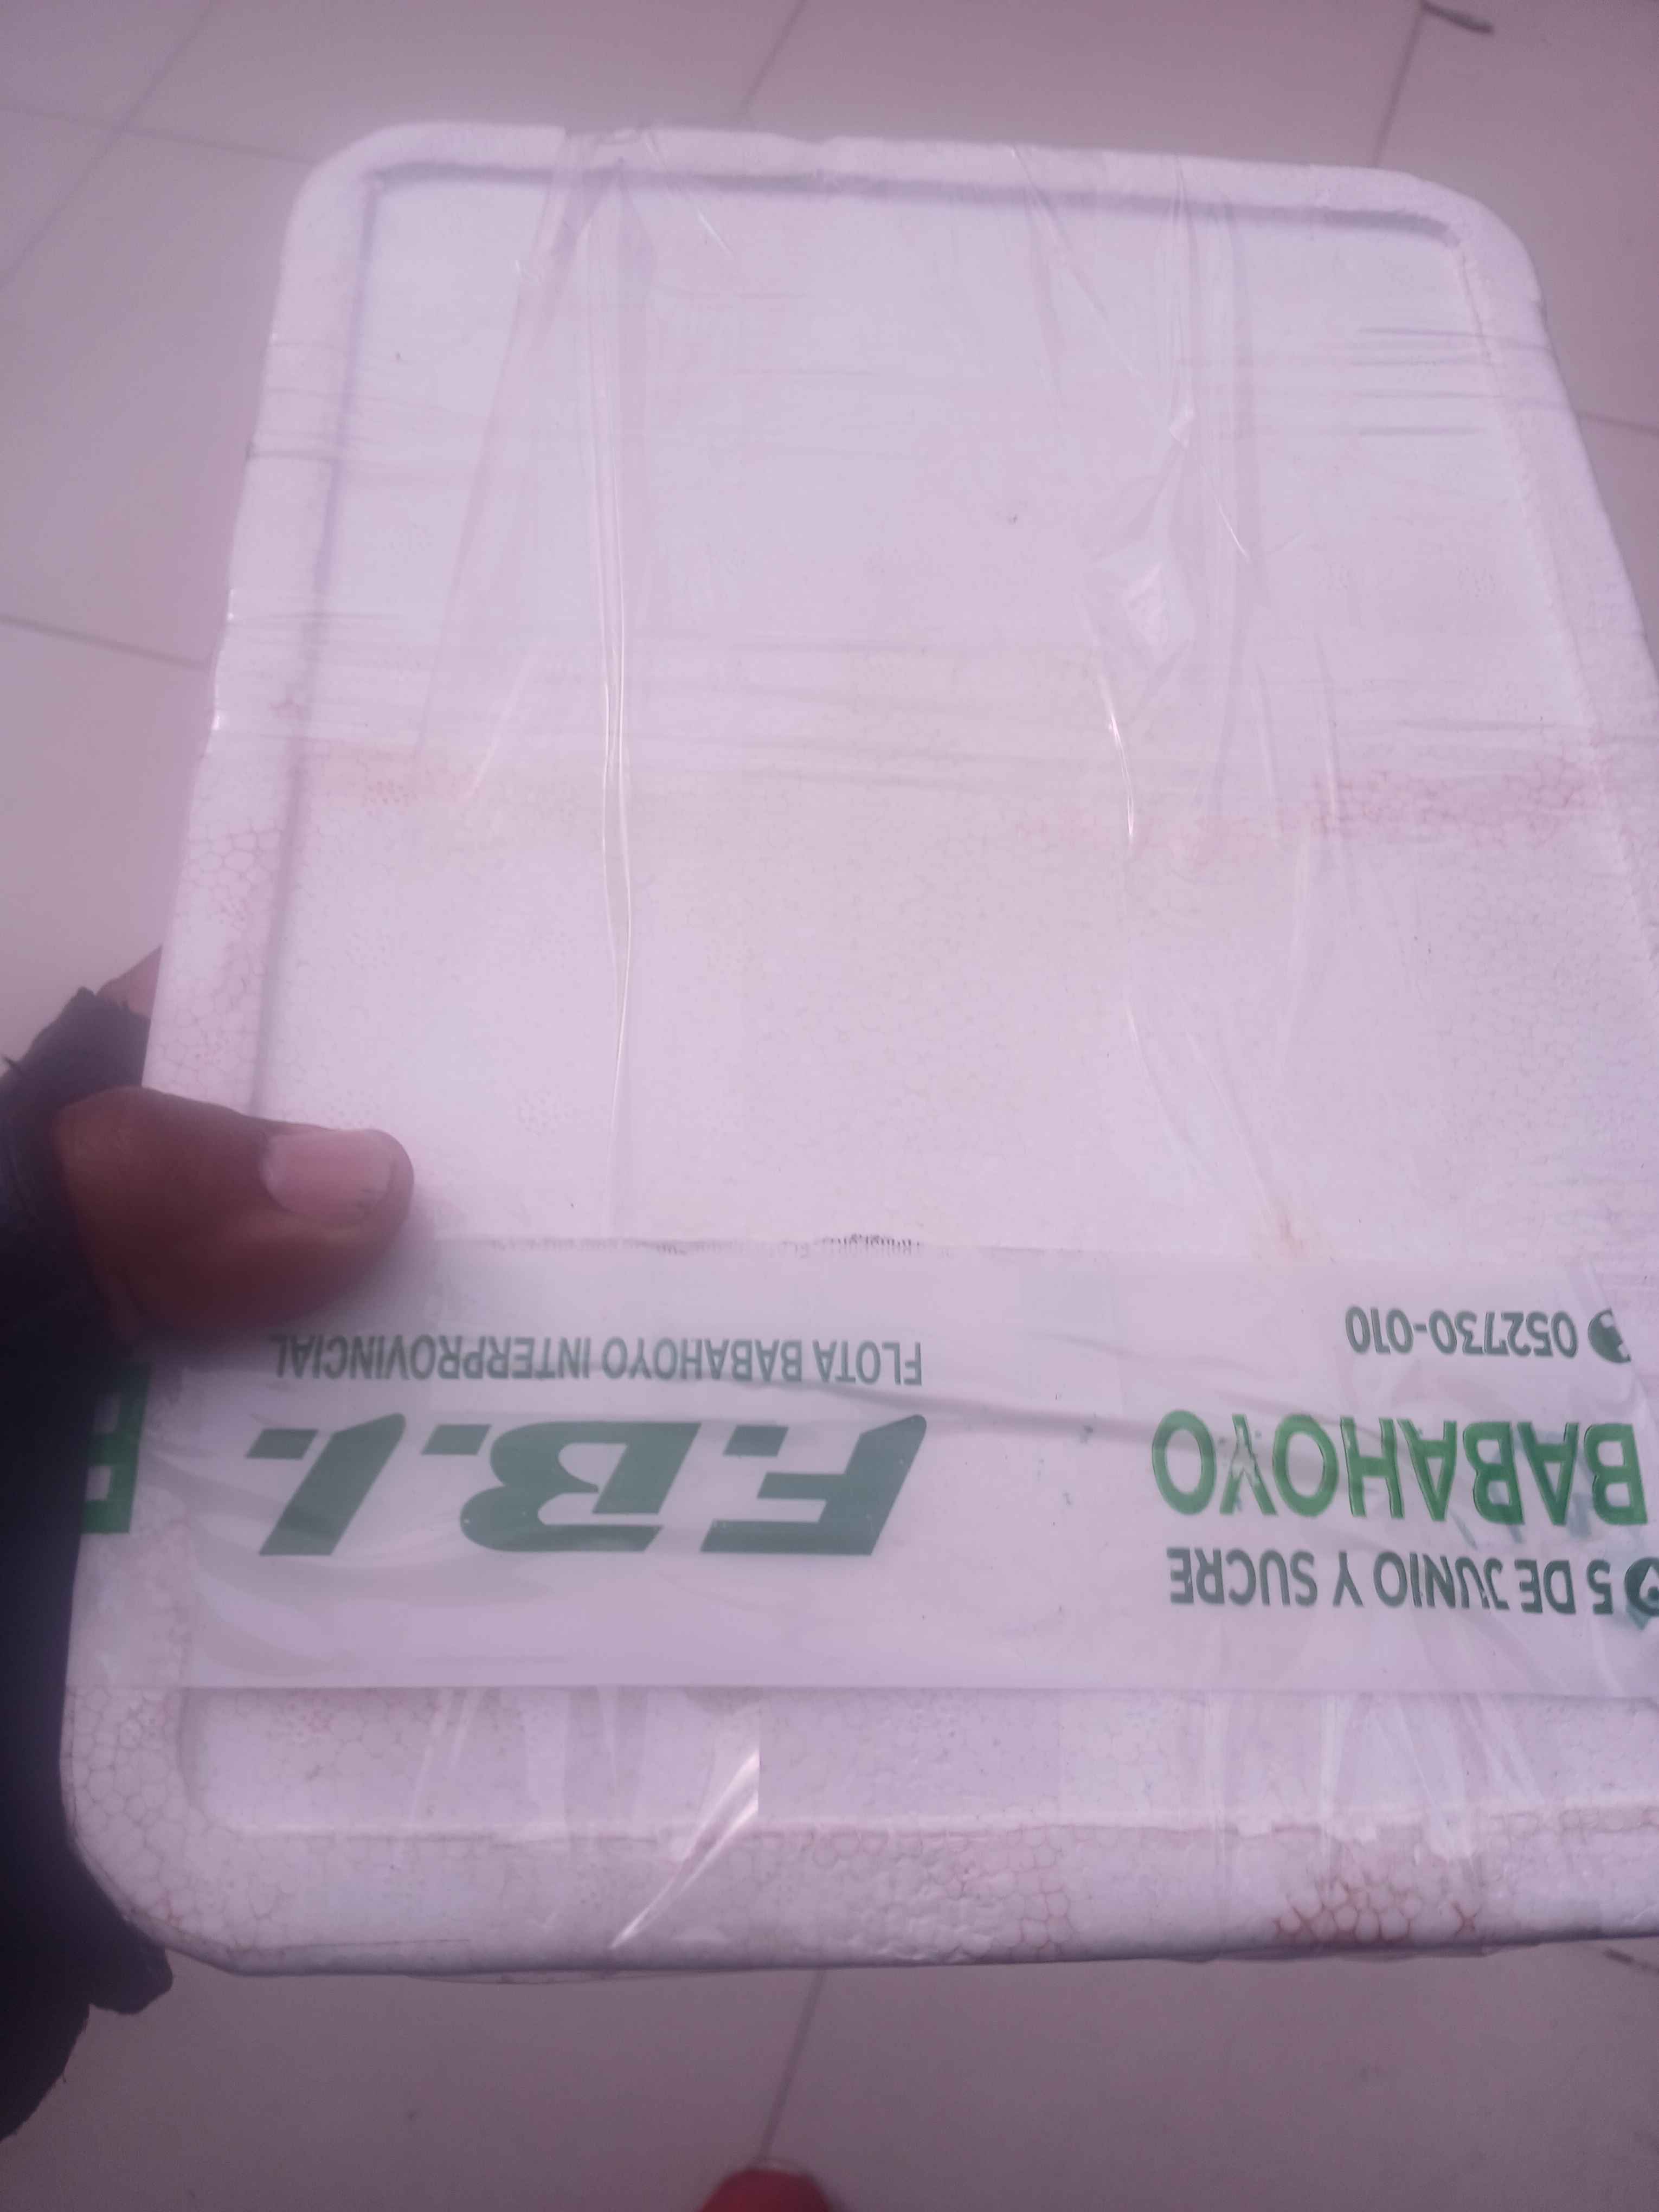 5 DE JUNIO Y SUCRE
BABAHOYO
052730-010
F.B.I.
FLOTA BABAHOYO INTERPROVINCIAL